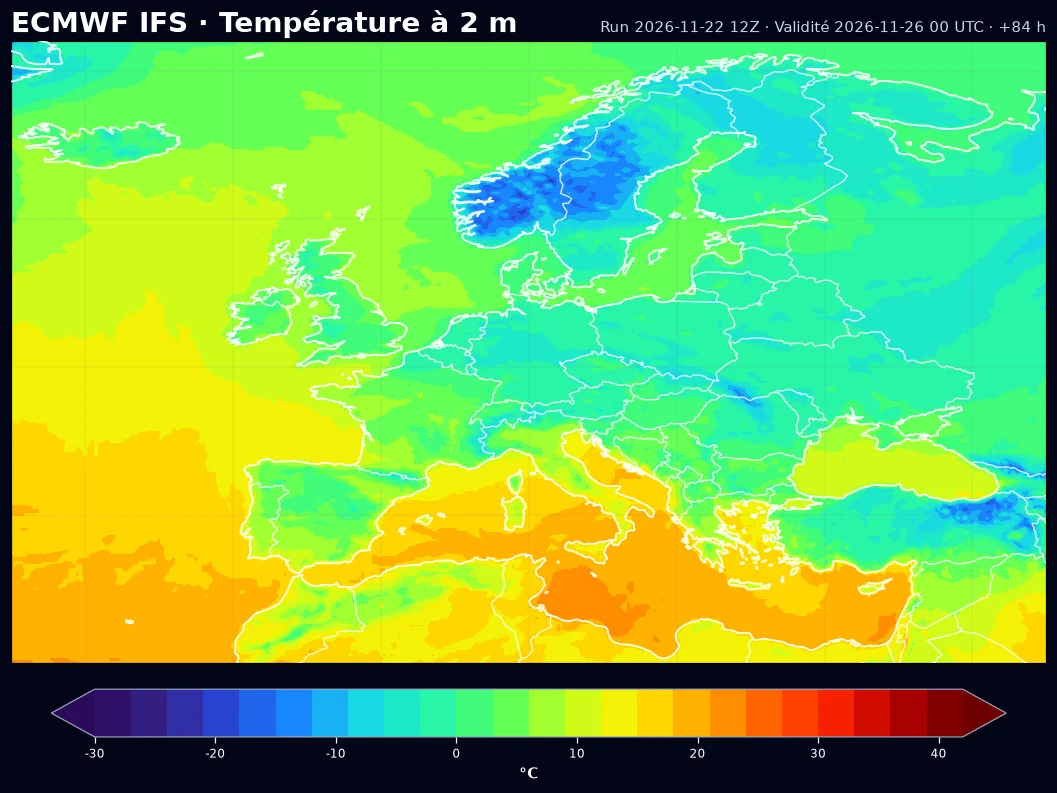 ECMWF IFS · Température à 2 m
Run 2026-11-22 12Z · Validité 2026-11-26 00 UTC · +84 h
-30 -20 -10 0 10 20 30 40
°C